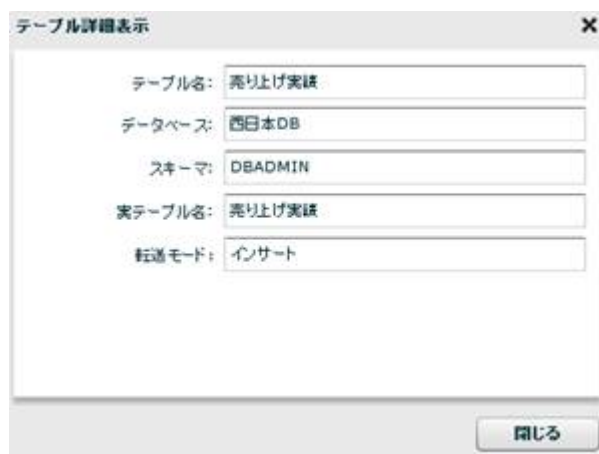 テーブル詳細表示
テーブル名: 売り上げ実績
データベース: 西日本DB
スキーマ: DBADMIN
実テーブル名: 売り上げ実績
転送モード: インサート
閉じる